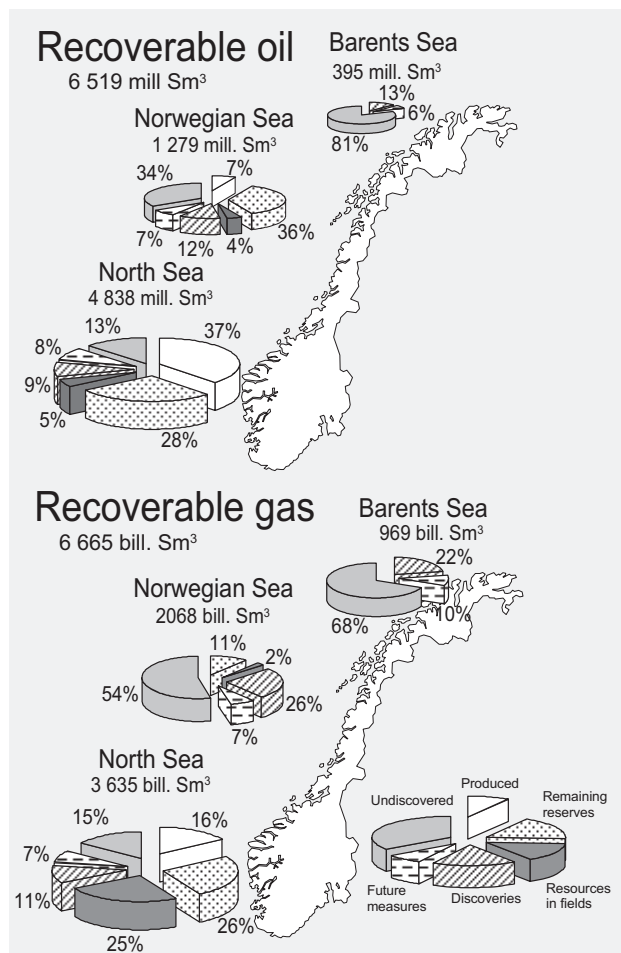 Recoverable oil
6 519 mill Sm³
Barents Sea
395 mill. Sm³
13%
6%
81%
Norwegian Sea
1 279 mill. Sm³
34%
7%
36%
7%
12%
4%
North Sea
4 838 mill. Sm³
13%
37%
8%
9%
5%
28%
Recoverable gas
6 665 bill. Sm³
Barents Sea
969 bill. Sm³
22%
10%
68%
Norwegian Sea
2068 bill. Sm³
11%
2%
54%
26%
7%
North Sea
3 635 bill. Sm³
15%
16%
7%
11%
26%
25%
Produced
Undiscovered
Remaining
reserves
Future
measures
Discoveries
Resources
in fields